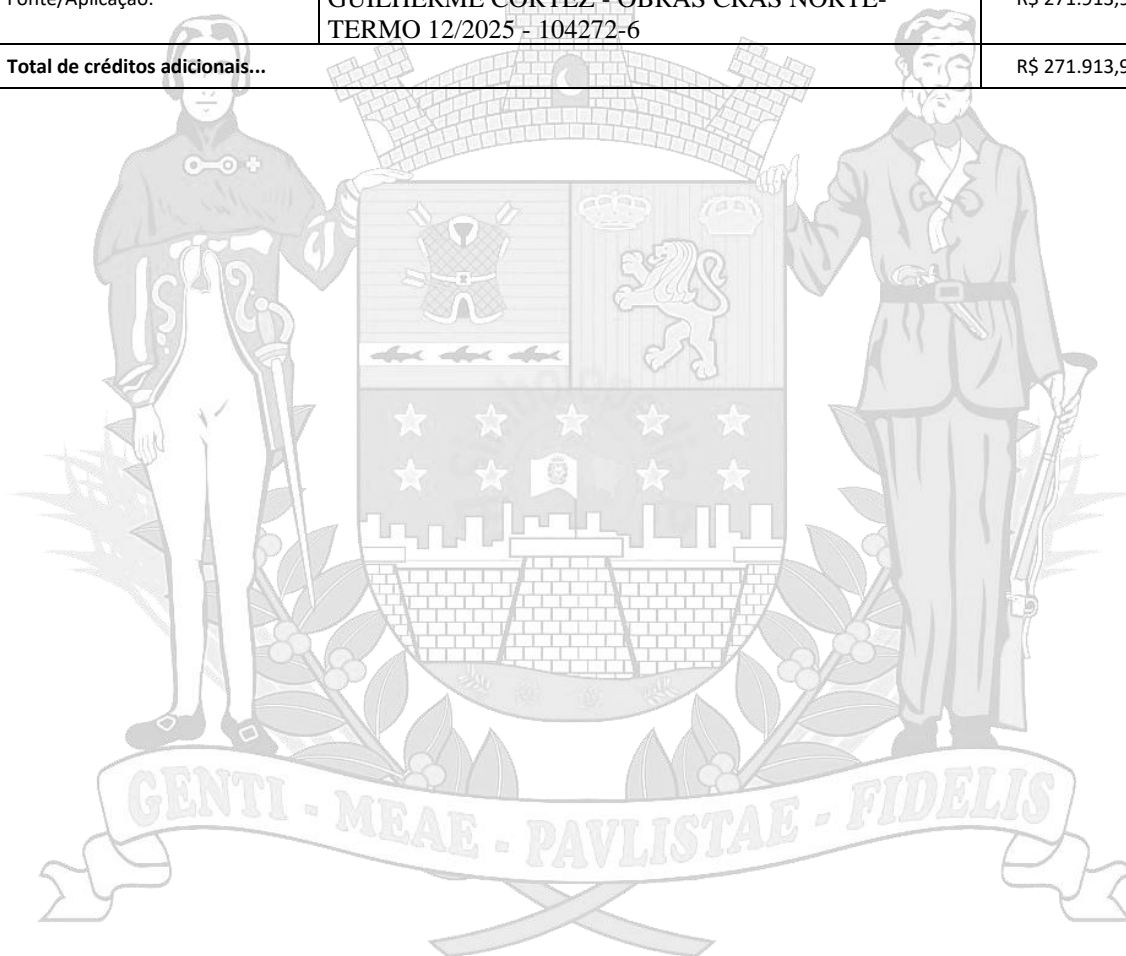 Fonte/Aplicação:
GUILHERME CORTEZ - OBRAS CRAS NORTE-
TERMO 12/2025 - 104272-6
R$ 271.913,9
Total de créditos adicionais...
R$ 271.913,9
GENTI - MEAE - PAVLISTAE - FIDELIS